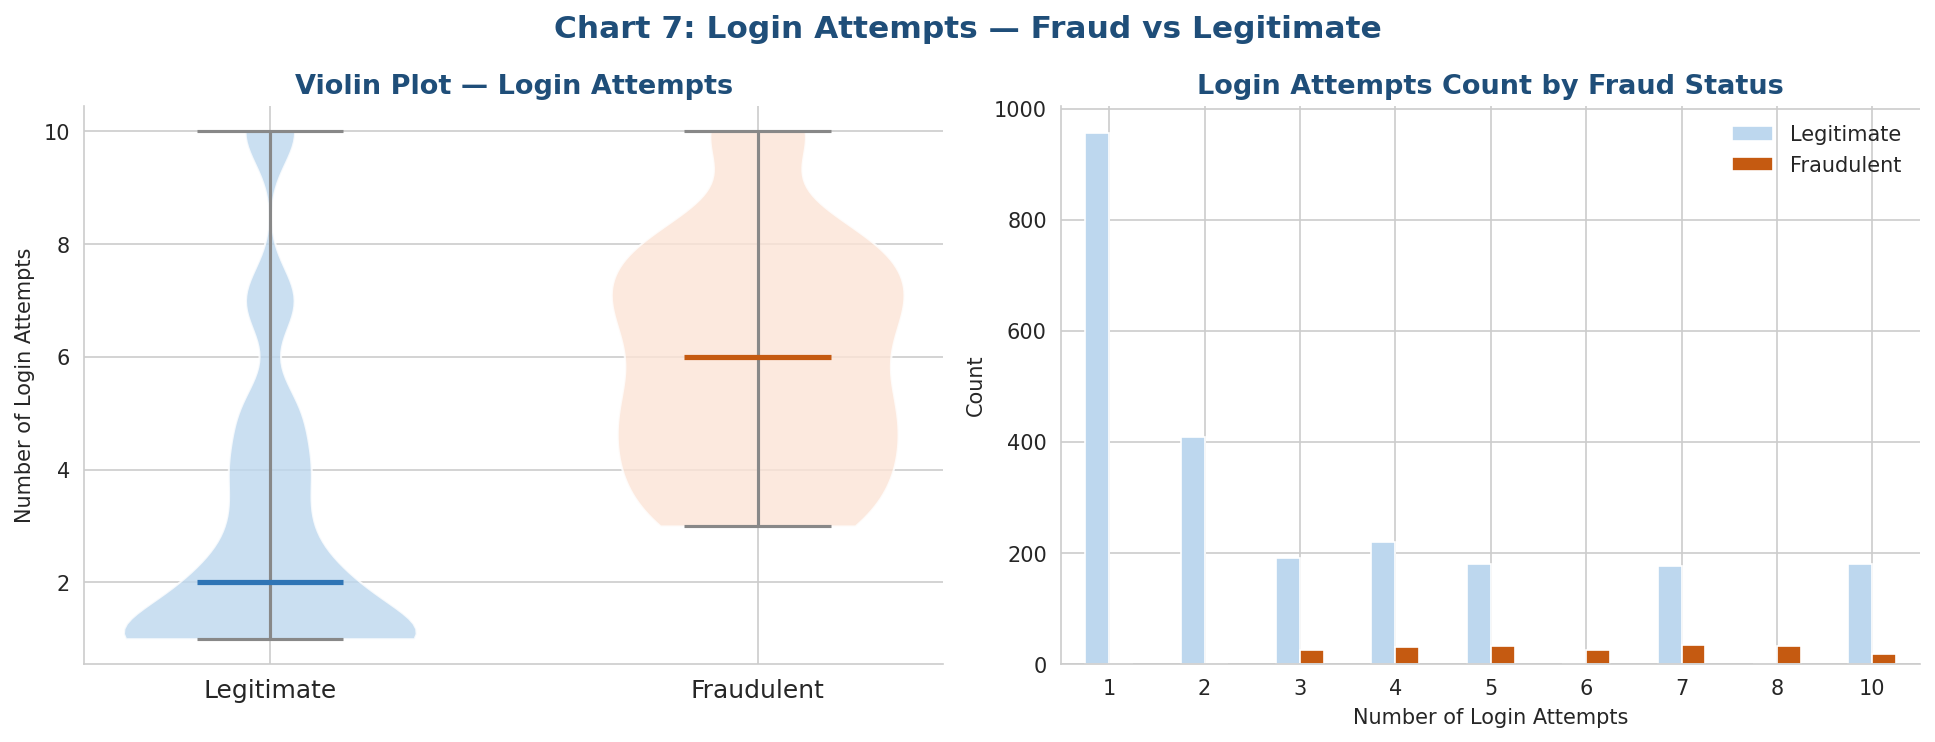 Chart 7: Login Attempts — Fraud vs Legitimate
Violin Plot — Login Attempts
Number of Login Attempts
10
8
6
4
2
Legitimate
Fraudulent
Login Attempts Count by Fraud Status
Count
1000
800
600
400
200
0
Legitimate
Fraudulent
1 2 3 4 5 6 7 8 10
Number of Login Attempts